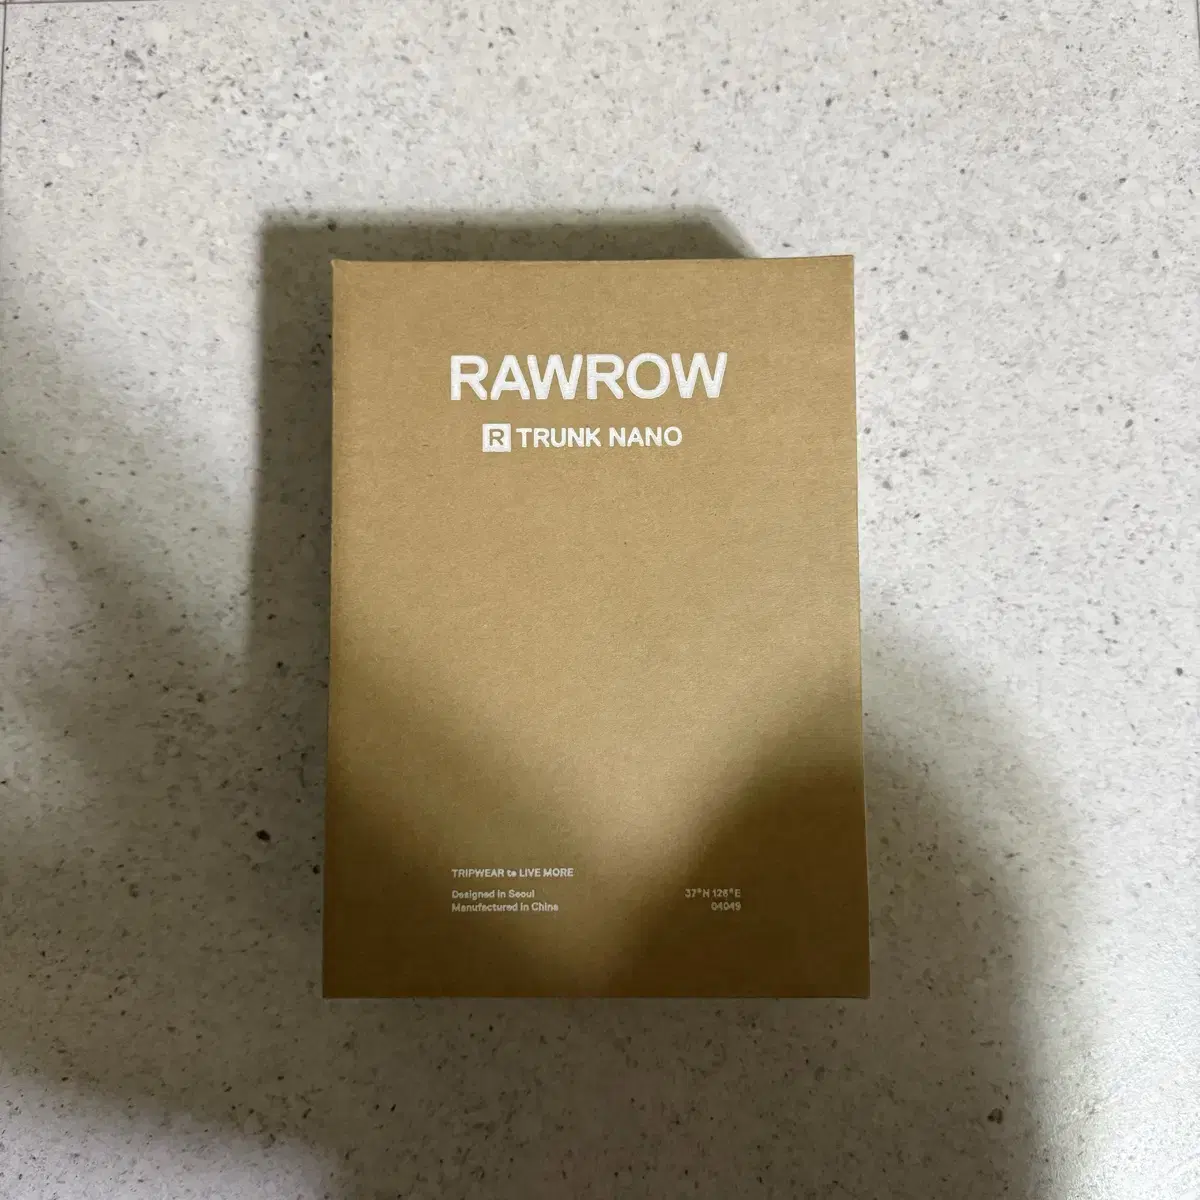 RAWROW
R TRUNK NANO
TRIPWEAR to LIVE MORE
Designed in Seoul
Manufactured in China
37°N 126°E
04049